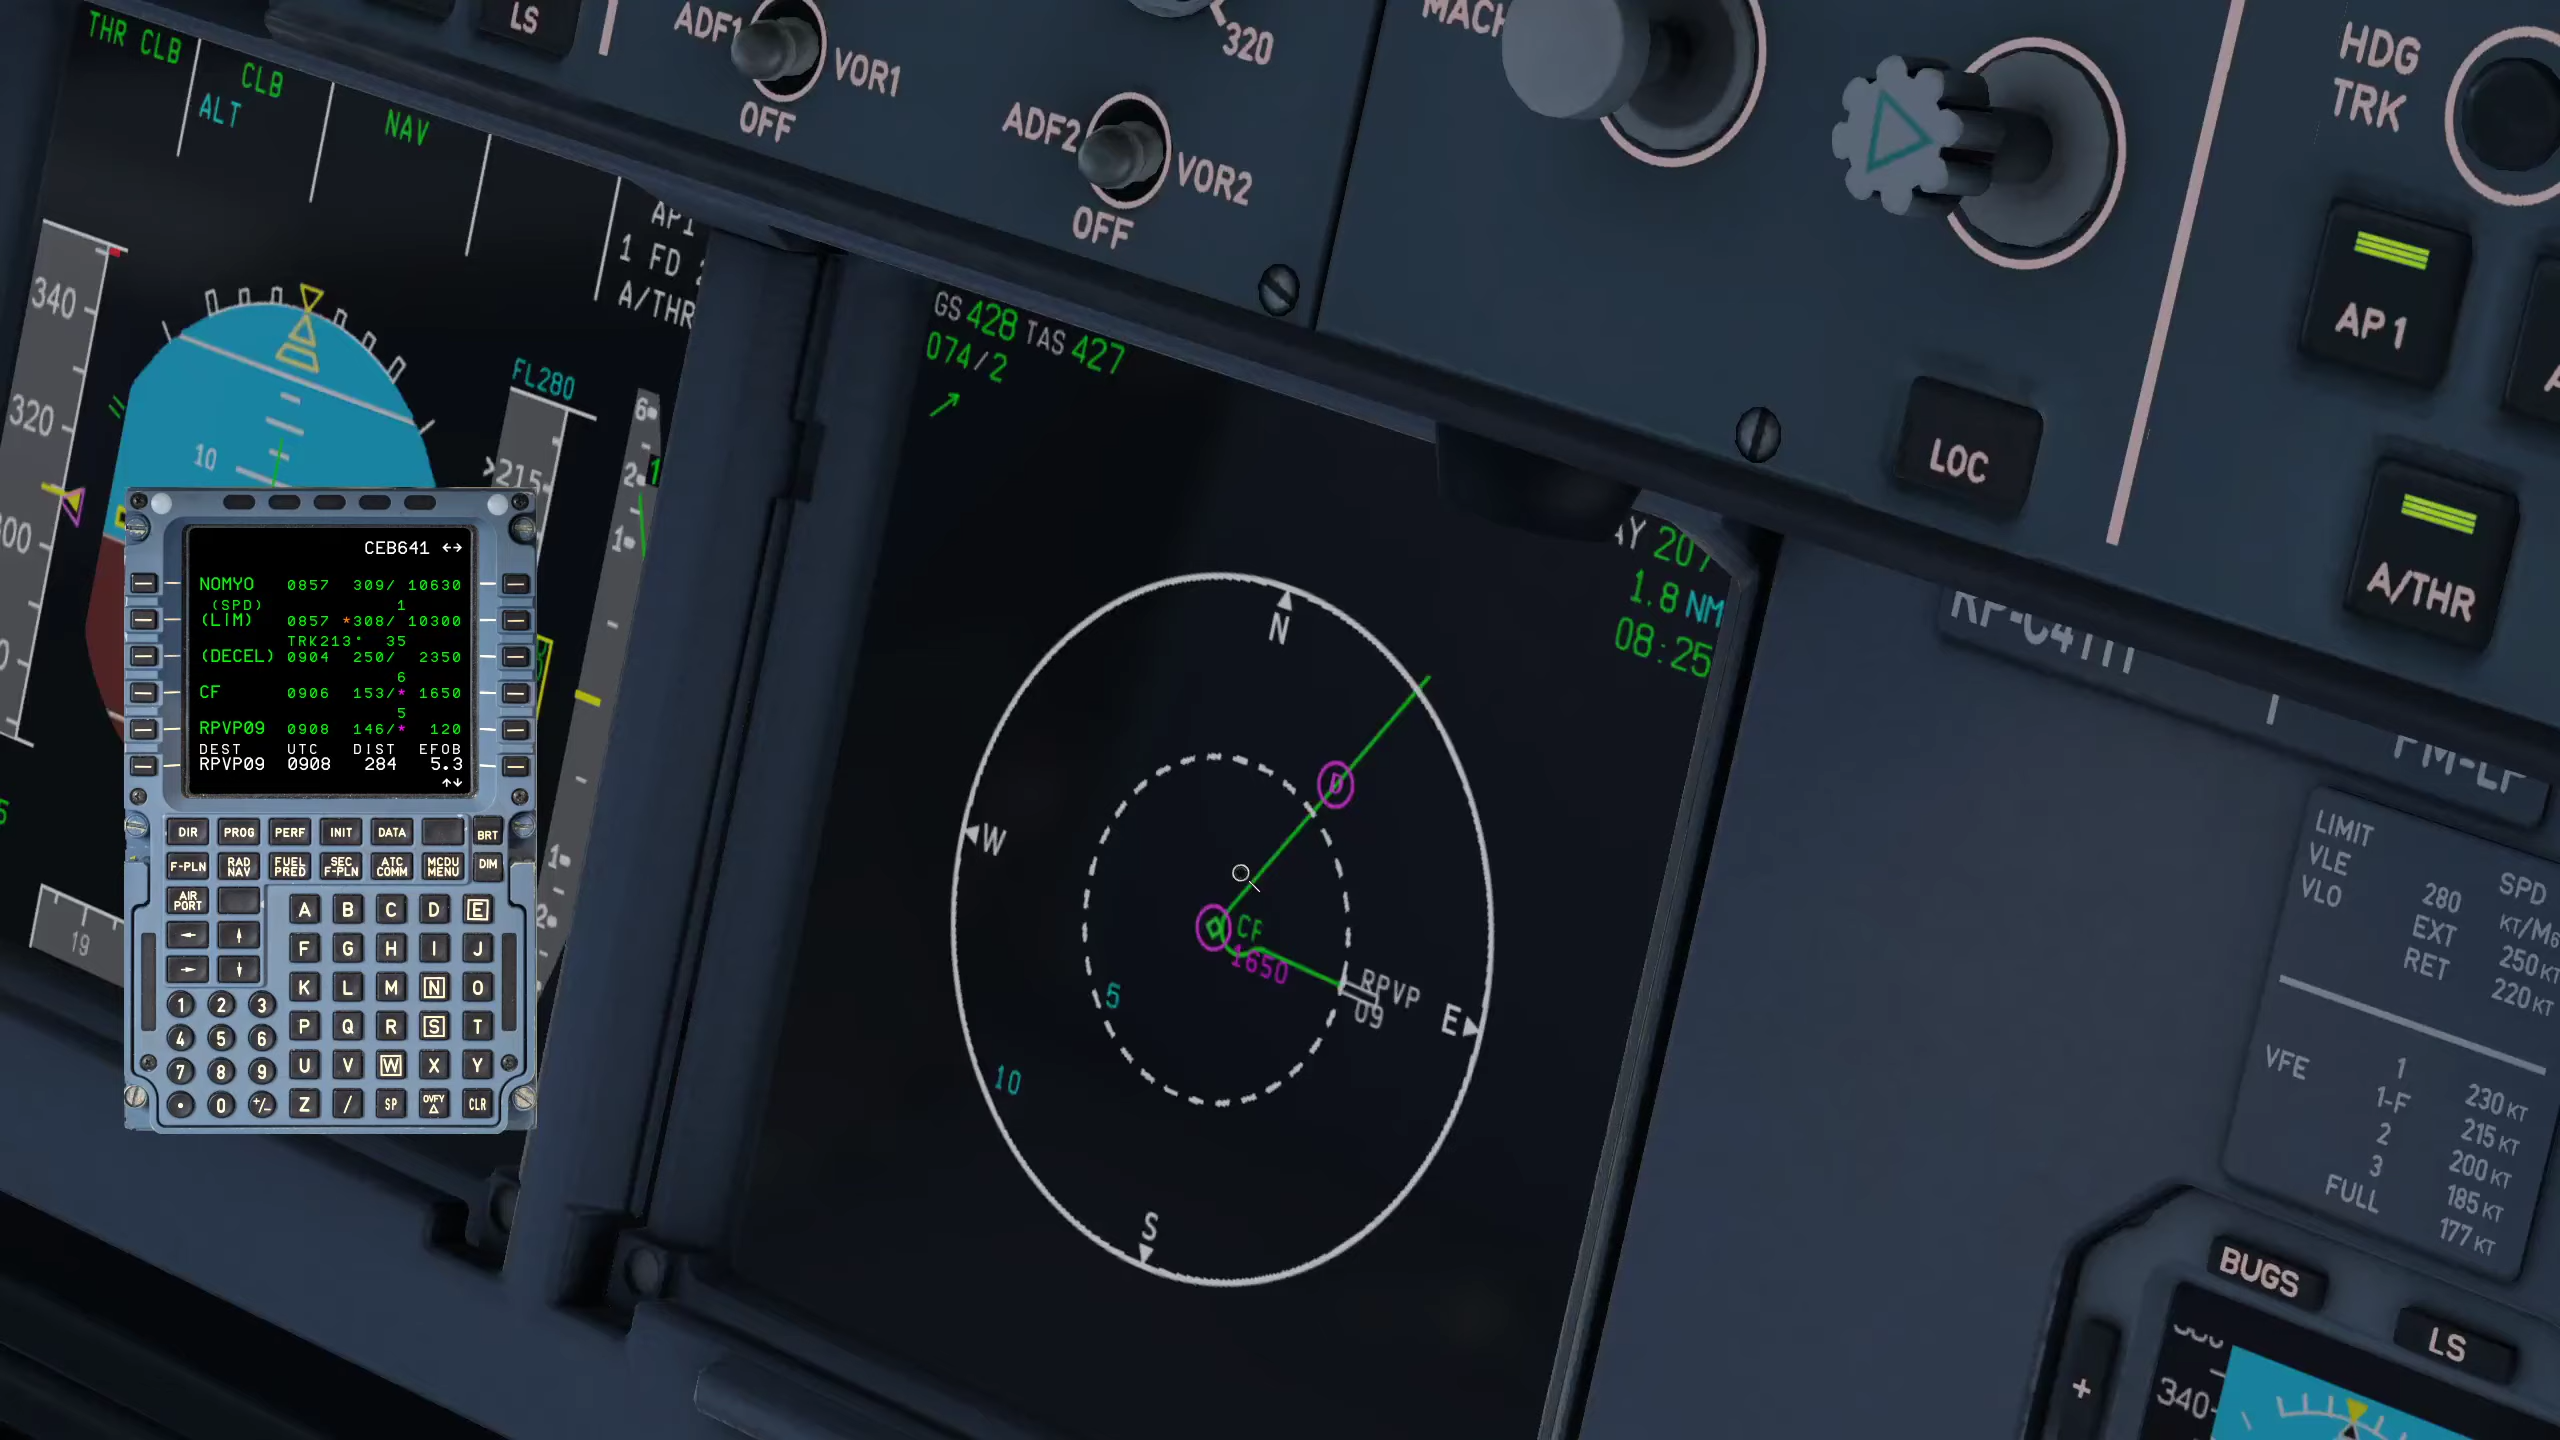 THR CLB
CLB
ALT
NAV
LS
ADF1
VOR1
OFF
320
ADF2
VOR2
OFF
HDG
TRK
AP 1
LOC
A/THR
AP1
1 FD
A/THR
340
320
10
FL280
215
6
2
1
1
2
19
GS 428 TAS 427
074/2
1.8 NM
08:25
N
W
E
S
D
CF
1650
RPVP
09
5
10
CEB641 ↔
NOMYO 0857 309/ 10630
(SPD) 1
(LIM) 0857 *308/ 10300
TRK213° 35
(DECEL) 0904 250/ 2350
6
CF 0906 153/* 1650
5
RPVP09 0908 146/* 120
DEST UTC DIST EFOB
RPVP09 0908 284 5.3
↑↓
DIR PROG PERF INIT DATA BRT
F-PLN RAD NAV FUEL PRED SEC F-PLN ATC COMM MCDU MENU DIM
AIR PORT
← ↑
→ ↓
A B C D E
F G H I J
K L M N O
P Q R S T
U V W X Y
Z / SP OVFY △ CLR
1 2 3
4 5 6
7 8 9
. 0 +/-
LIMIT
SPD
VLE 280 KT/M
VLO EXT 250 KT
RET 220 KT
VFE
1 230 KT
1-F 215 KT
2 200 KT
3 185 KT
FULL 177 KT
BUGS
LS
+
340